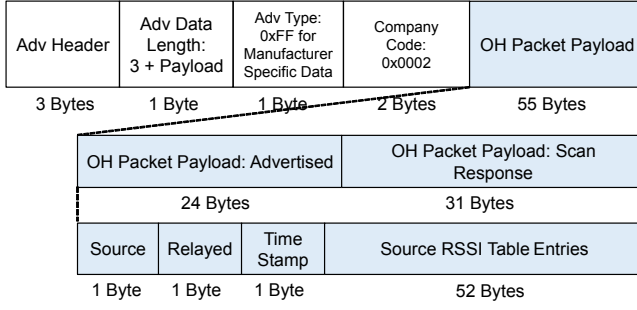 Adv Header
Adv Data
Length:
3 + Payload
Adv Type:
0xFF for
Manufacturer
Specific Data
Company
Code:
0x0002
OH Packet Payload
3 Bytes
1 Byte
1 Byte
2 Bytes
55 Bytes
OH Packet Payload: Advertised
OH Packet Payload: Scan
Response
24 Bytes
31 Bytes
Source
Relayed
Time
Stamp
Source RSSI Table Entries
1 Byte
1 Byte
1 Byte
52 Bytes